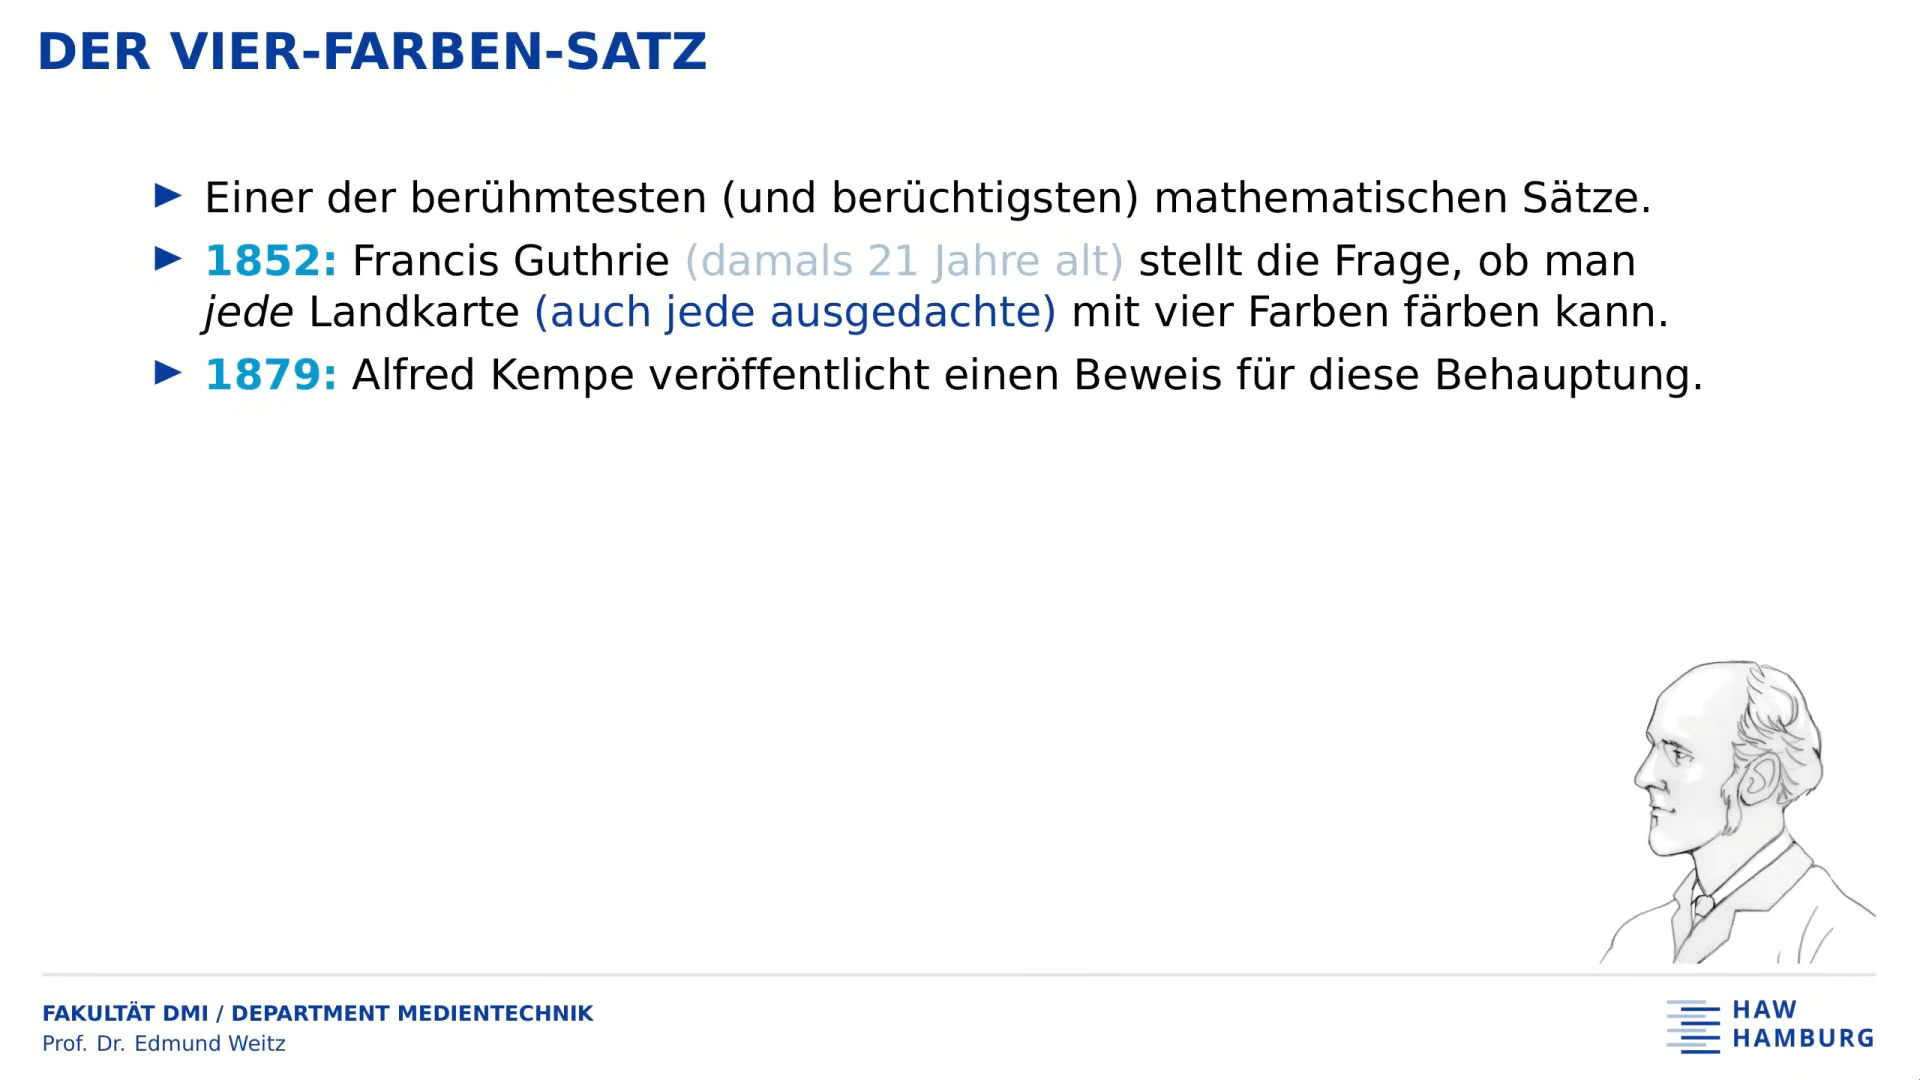 DER VIER-FARBEN-SATZ
► Einer der berühmtesten (und berüchtigsten) mathematischen Sätze.
► 1852: Francis Guthrie (damals 21 Jahre alt) stellt die Frage, ob man
jede Landkarte (auch jede ausgedachte) mit vier Farben färben kann.
► 1879: Alfred Kempe veröffentlicht einen Beweis für diese Behauptung.
FAKULTÄT DMI / DEPARTMENT MEDIENTECHNIK
Prof. Dr. Edmund Weitz
HAW
HAMBURG